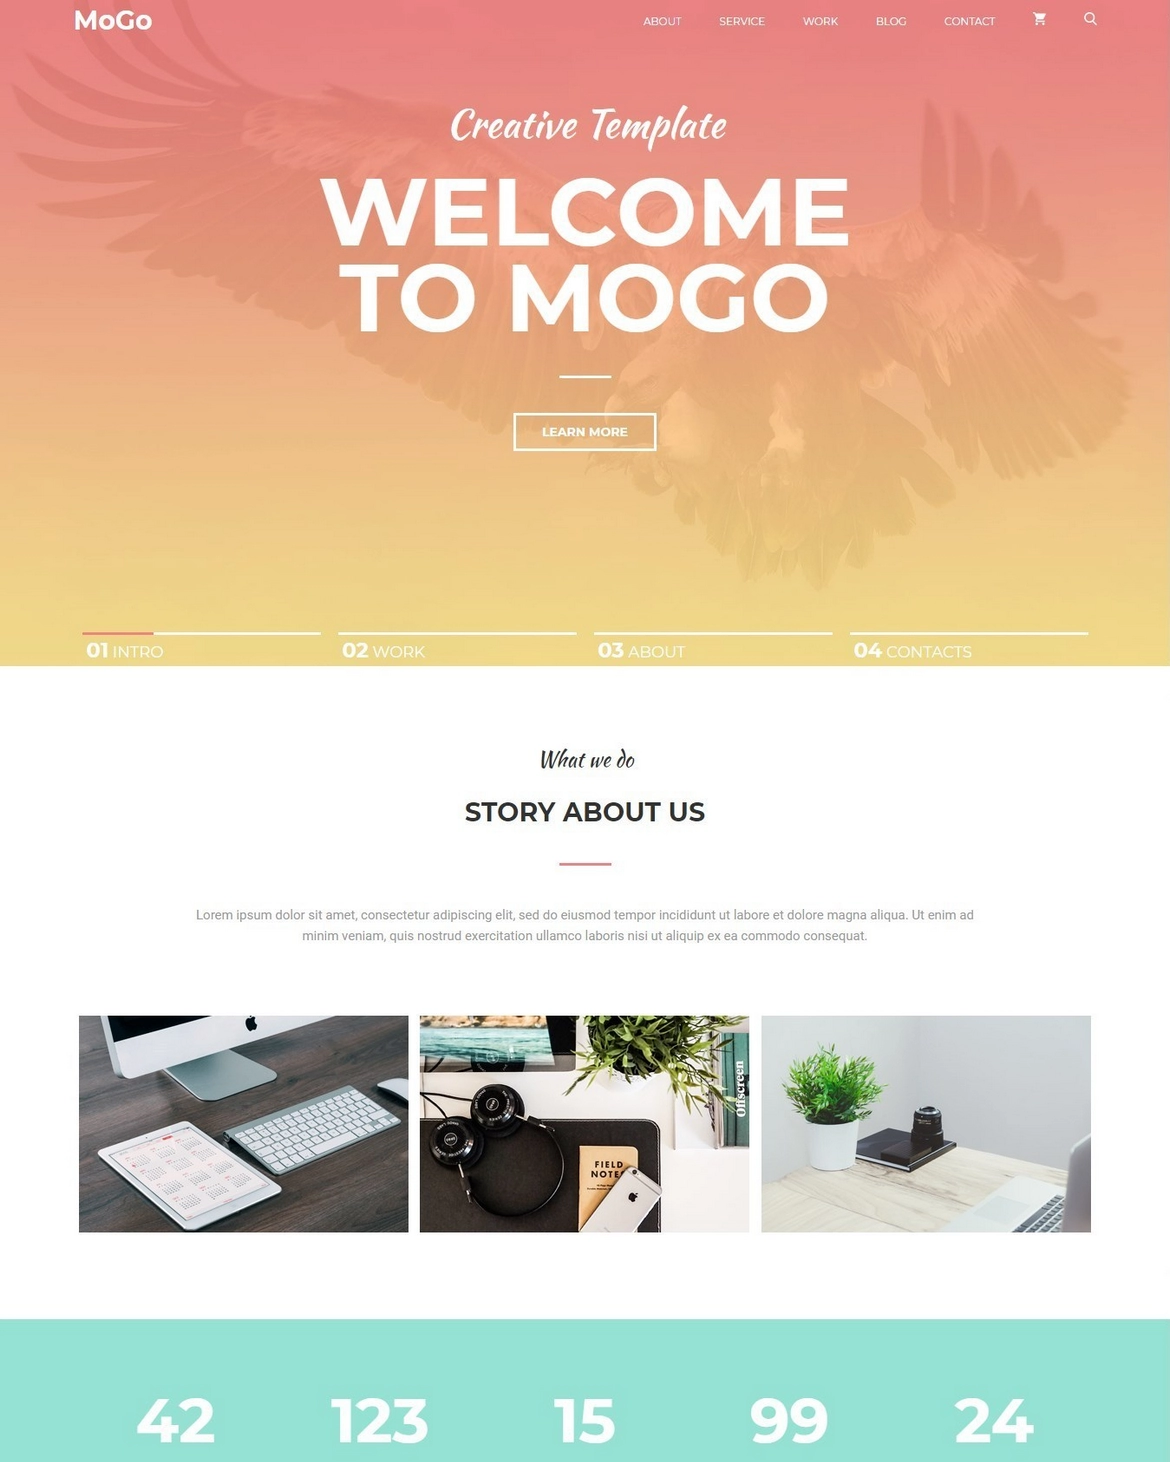 MoGo
ABOUT SERVICE WORK BLOG CONTACT
Creative Template
WELCOME
TO MOGO
LEARN MORE
01 INTRO 02 WORK 03 ABOUT 04 CONTACTS
What we do
STORY ABOUT US
Lorem ipsum dolor sit amet, consectetur adipiscing elit, sed do eiusmod tempor incididunt ut labore et dolore magna aliqua. Ut enim ad
minim veniam, quis nostrud exercitation ullamco laboris nisi ut aliquip ex ea commodo consequat.
Offscreen
FIELD
NOTES
42 123 15 99 24